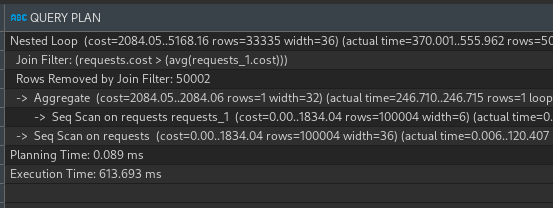 ABC QUERY PLAN
Nested Loop (cost=2084.05..5168.16 rows=33335 width=36) (actual time=370.001..555.962 rows=50
Join Filter: (requests.cost > (avg(requests_1.cost)))
Rows Removed by Join Filter: 50002
-> Aggregate (cost=2084.05..2084.06 rows=1 width=32) (actual time=246.710..246.715 rows=1 loop
-> Seq Scan on requests requests_1 (cost=0.00..1834.04 rows=100004 width=6) (actual time=0.
-> Seq Scan on requests (cost=0.00..1834.04 rows=100004 width=36) (actual time=0.006..120.407
Planning Time: 0.089 ms
Execution Time: 613.693 ms